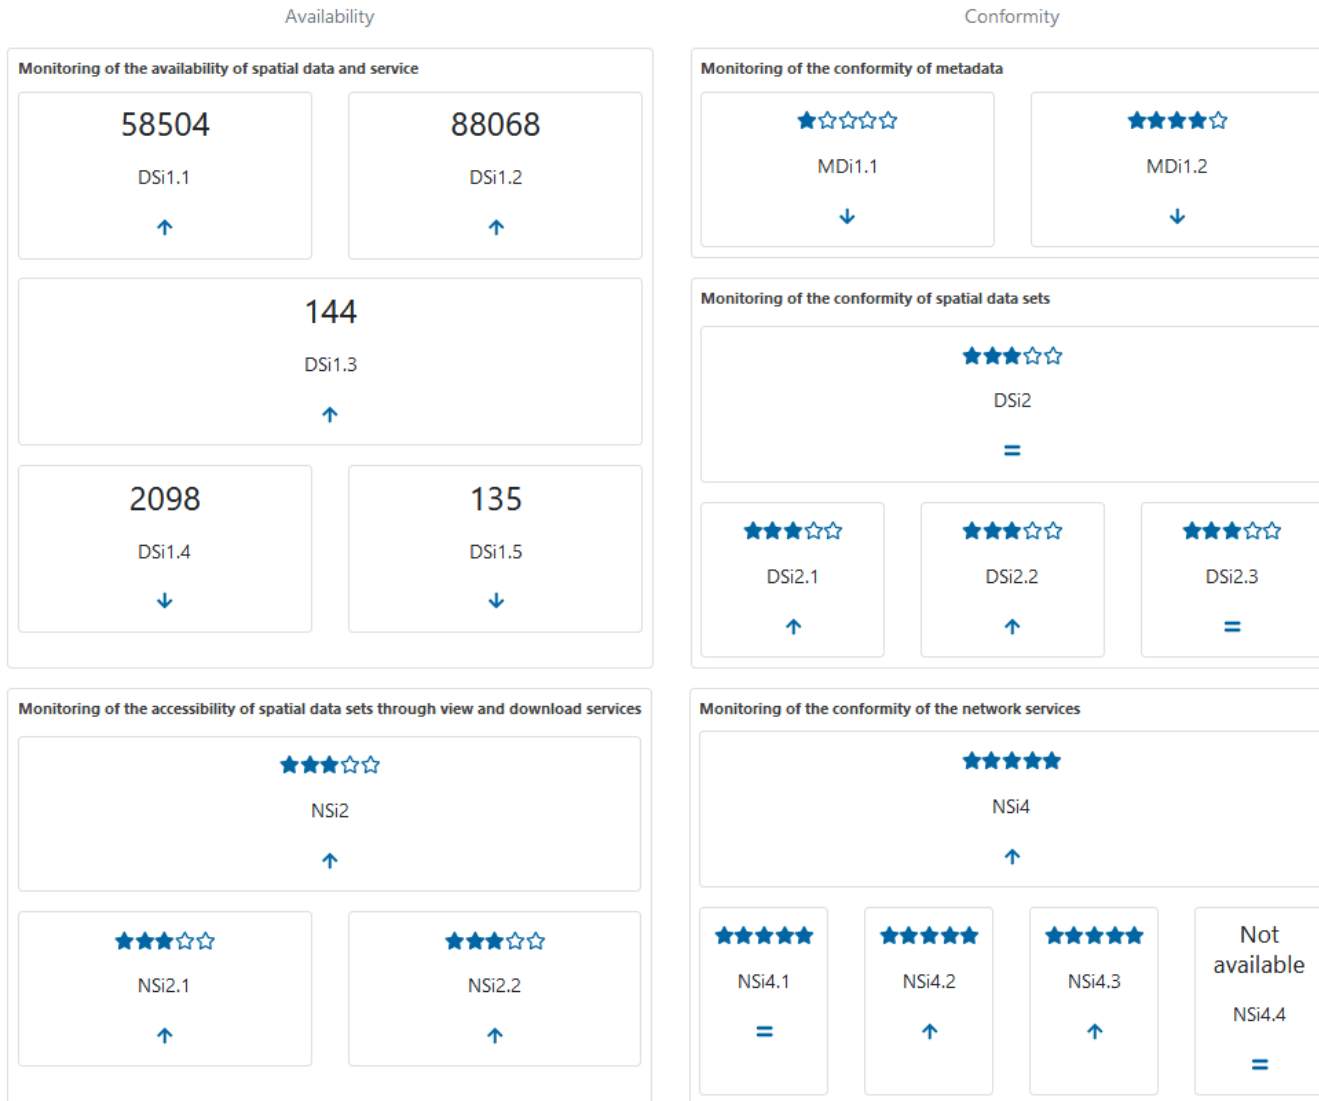 Availability
Monitoring of the availability of spatial data and service
58504
DSi1.1
88068
DSi1.2
144
DSi1.3
2098
DSi1.4
135
DSi1.5
Monitoring of the accessibility of spatial data sets through view and download services
NSi2
NSi2.1
NSi2.2
Conformity
Monitoring of the conformity of metadata
MDi1.1
MDi1.2
Monitoring of the conformity of spatial data sets
DSi2
DSi2.1
DSi2.2
DSi2.3
Monitoring of the conformity of the network services
NSi4
NSi4.1
NSi4.2
NSi4.3
Not
available
NSi4.4